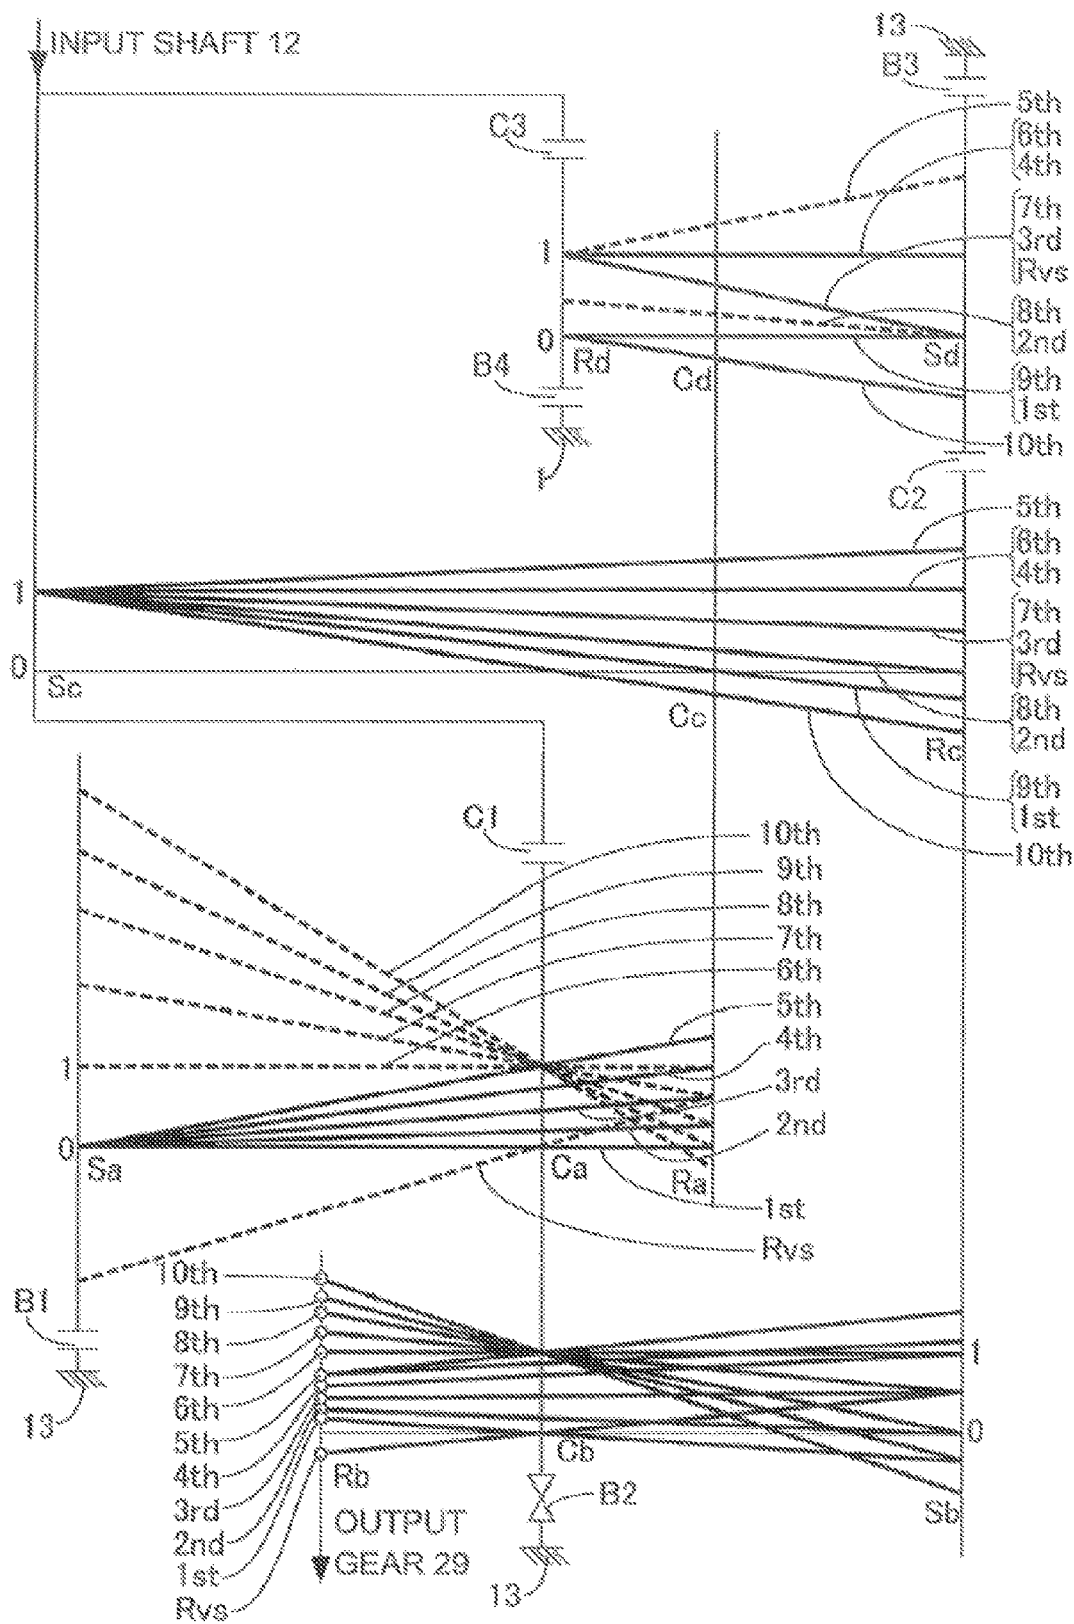 INPUT SHAFT 12
13
B3
C3
5th
6th
4th
7th
3rd
Rvs
8th
2nd
9th
1st
10th
1
0
Rd
Cd
Sd
B4
1
C2
5th
6th
4th
7th
3rd
Rvs
8th
2nd
9th
1st
10th
1
0
Sc
Cc
Rc
C1
10th
9th
8th
7th
6th
5th
4th
3rd
2nd
1st
Rvs
1
0
Sa
Ca
Ra
B1
13
10th
9th
8th
7th
6th
5th
4th
3rd
2nd
1st
Rvs
1
0
Rb
Cb
Sb
B2
OUTPUT
GEAR 29
13